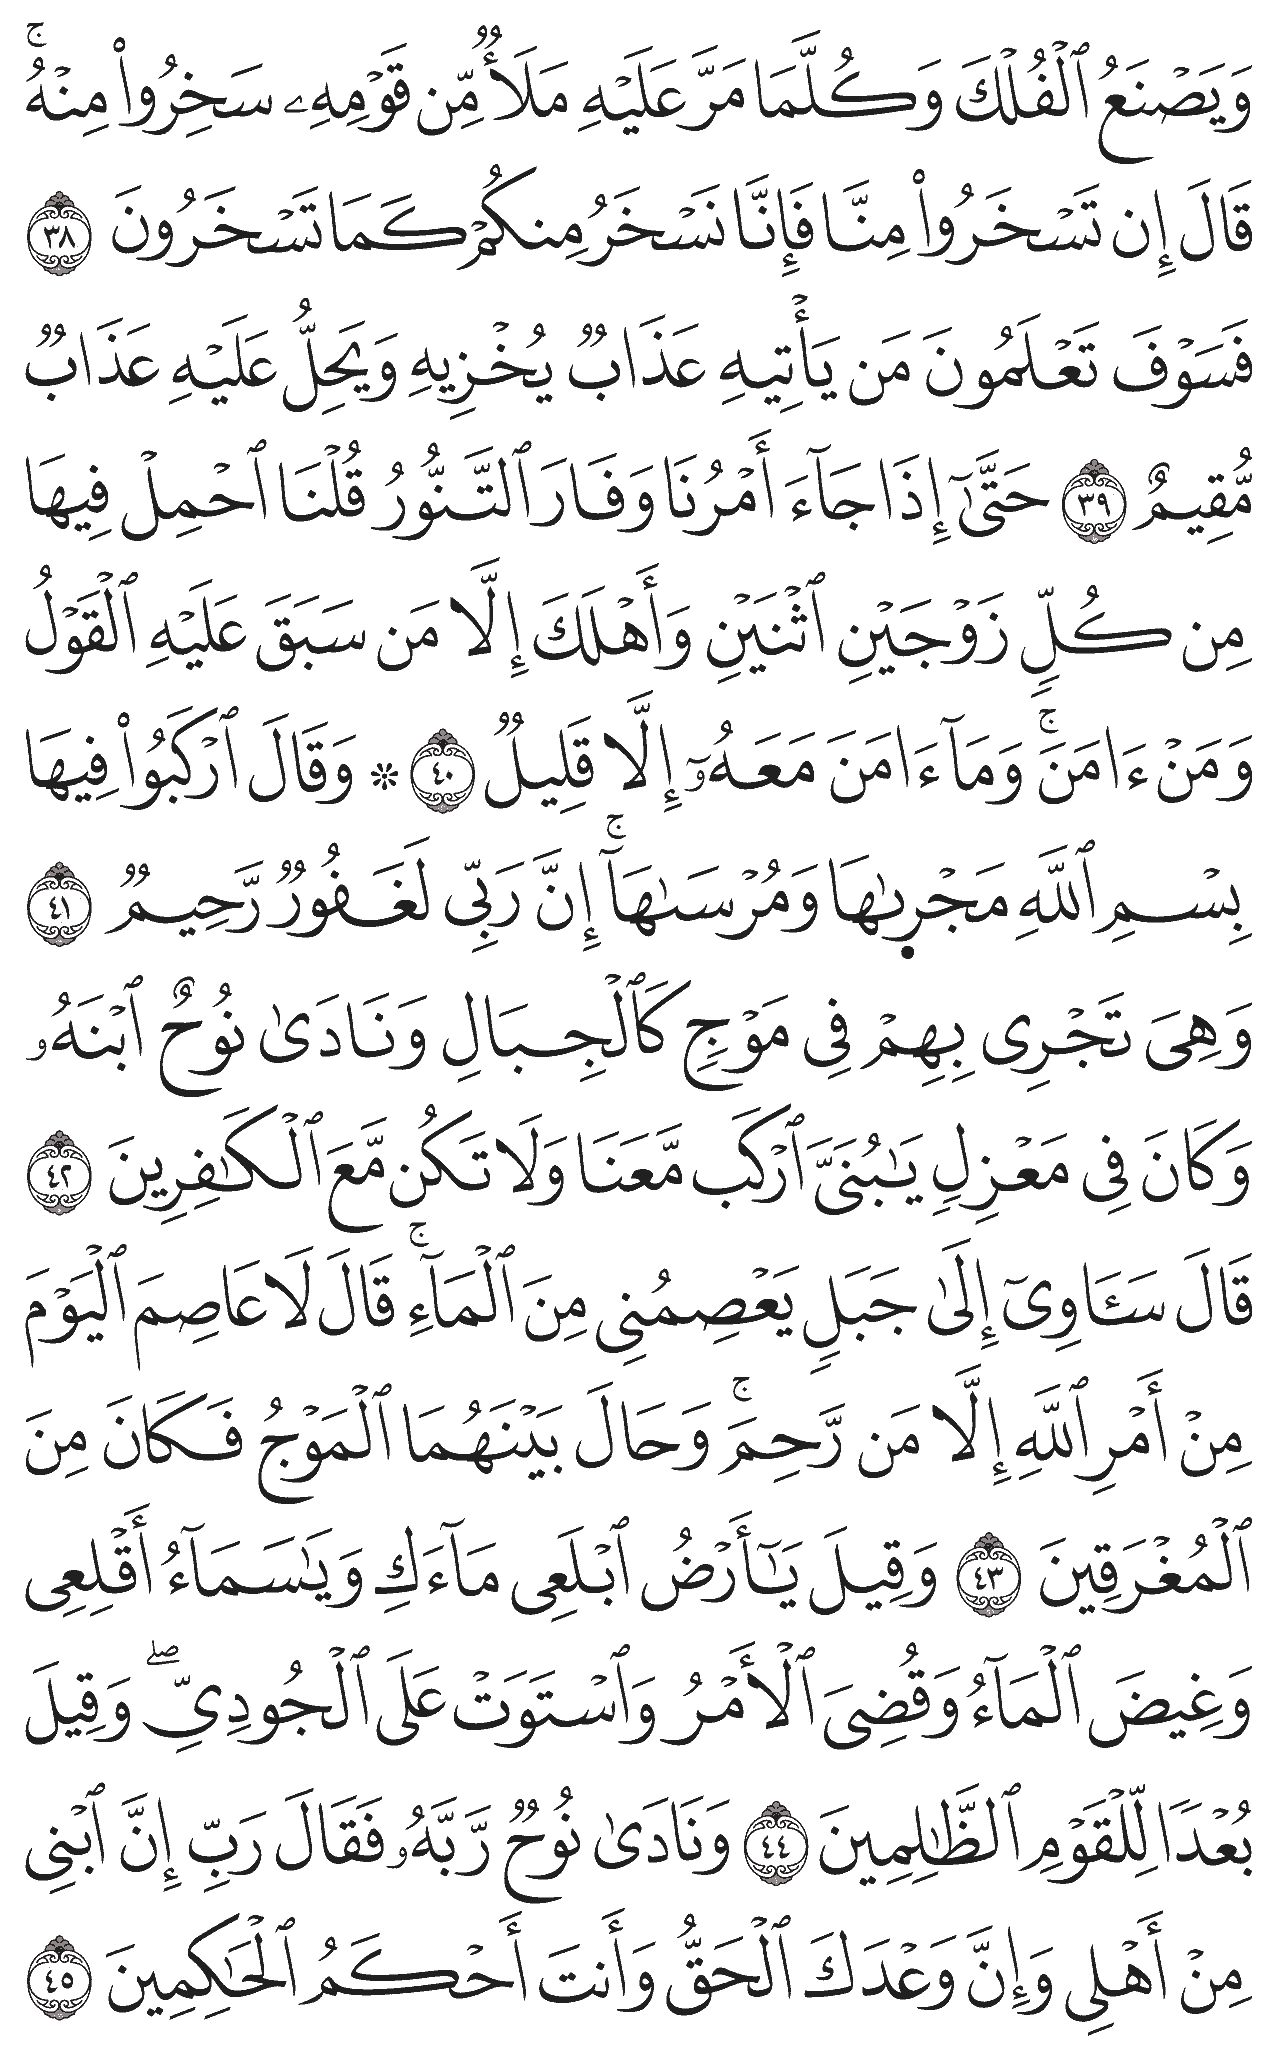 وَيَصۡنَعُ ٱلۡفُلۡكَ وَكُلَّمَا مَرَّ عَلَيۡهِ مَلَأٞ مِّن قَوۡمِهِۦ سَخِرُواْ مِنۡهُۚ
قَالَ إِن تَسۡخَرُواْ مِنَّا فَإِنَّا نَسۡخَرُ مِنكُمۡ كَمَا تَسۡخَرُونَ ٣٨
فَسَوۡفَ تَعۡلَمُونَ مَن يَأۡتِيهِ عَذَابٞ يُخۡزِيهِ وَيَحِلُّ عَلَيۡهِ عَذَابٞ
مُّقِيمٌ ٣٩ حَتَّىٰٓ إِذَا جَآءَ أَمۡرُنَا وَفَارَ ٱلتَّنُّورُ قُلۡنَا ٱحۡمِلۡ فِيهَا
مِن كُلّٖ زَوۡجَيۡنِ ٱثۡنَيۡنِ وَأَهۡلَكَ إِلَّا مَن سَبَقَ عَلَيۡهِ ٱلۡقَوۡلُ
وَمَنۡ ءَامَنَۚ وَمَآ ءَامَنَ مَعَهُۥٓ إِلَّا قَلِيلٞ ٤٠ ۞ وَقَالَ ٱرۡكَبُواْ فِيهَا
بِسۡمِ ٱللَّهِ مَجۡر۪ىٰهَا وَمُرۡسَىٰهَآۚ إِنَّ رَبِّي لَغَفُورٞ رَّحِيمٞ ٤١
وَهِيَ تَجۡرِي بِهِمۡ فِي مَوۡجٖ كَٱلۡجِبَالِ وَنَادَىٰ نُوحٌ ٱبۡنَهُۥ
وَكَانَ فِي مَعۡزِلٖ يَٰبُنَيَّ ٱرۡكَب مَّعَنَا وَلَا تَكُن مَّعَ ٱلۡكَٰفِرِينَ ٤٢
قَالَ سَـَٔاوِيٓ إِلَىٰ جَبَلٖ يَعۡصِمُنِي مِنَ ٱلۡمَآءِۚ قَالَ لَا عَاصِمَ ٱلۡيَوۡمَ
مِنۡ أَمۡرِ ٱللَّهِ إِلَّا مَن رَّحِمَۚ وَحَالَ بَيۡنَهُمَا ٱلۡمَوۡجُ فَكَانَ مِنَ
ٱلۡمُغۡرَقِينَ ٤٣ وَقِيلَ يَٰٓأَرۡضُ ٱبۡلَعِي مَآءَكِ وَيَٰسَمَآءُ أَقۡلِعِي
وَغِيضَ ٱلۡمَآءُ وَقُضِيَ ٱلۡأَمۡرُ وَٱسۡتَوَتۡ عَلَى ٱلۡجُودِيِّۖ وَقِيلَ
بُعۡدٗا لِّلۡقَوۡمِ ٱلظَّٰلِمِينَ ٤٤ وَنَادَىٰ نُوحٞ رَّبَّهُۥ فَقَالَ رَبِّ إِنَّ ٱبۡنِي
مِنۡ أَهۡلِي وَإِنَّ وَعۡدَكَ ٱلۡحَقُّ وَأَنتَ أَحۡكَمُ ٱلۡحَٰكِمِينَ ٤٥